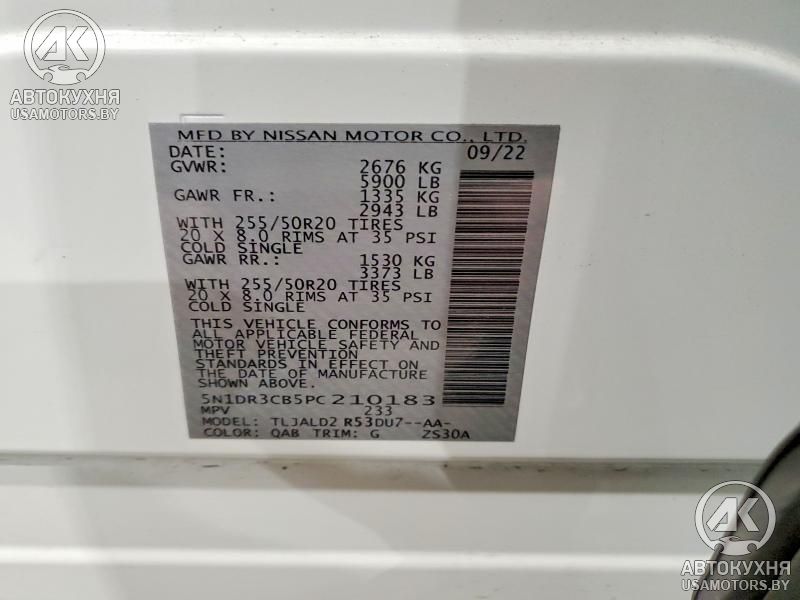 AK
АВТОКУХНЯ
USAMOTORS.BY
MFD BY NISSAN MOTOR CO., LTD.
DATE: 09/22
GVWR: 2676 KG
5900 LB
GAWR FR.: 1335 KG
2943 LB
WITH 255/50R20 TIRES
20 X 8.0 RIMS AT 35 PSI
COLD SINGLE
GAWR RR.: 1530 KG
3373 LB
WITH 255/50R20 TIRES
20 X 8.0 RIMS AT 35 PSI
COLD SINGLE
THIS VEHICLE CONFORMS TO
ALL APPLICABLE FEDERAL
MOTOR VEHICLE SAFETY AND
THEFT PREVENTION
STANDARDS IN EFFECT ON
THE DATE OF MANUFACTURE
SHOWN ABOVE.
5N1DR3CB5PC210183
MPV 233
MODEL: TLJALD2 R53DU7--AA-
COLOR: QAB TRIM: G ZS30A
AK
АВТОКУХНЯ
USAMOTORS.BY